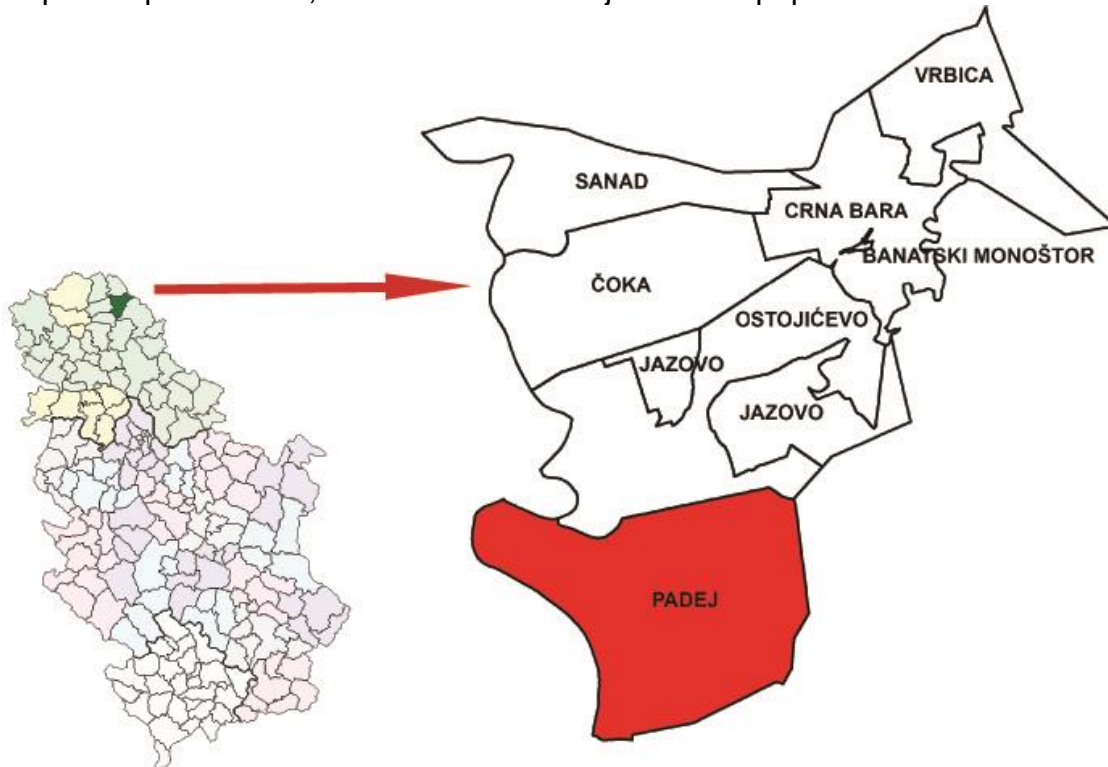 VRBICA
SANAD
CRNA BARA
BANATSKI MONOŠTOR
ČOKA
OSTOJIĆEVO
JAZOVO
JAZOVO
PADEJ